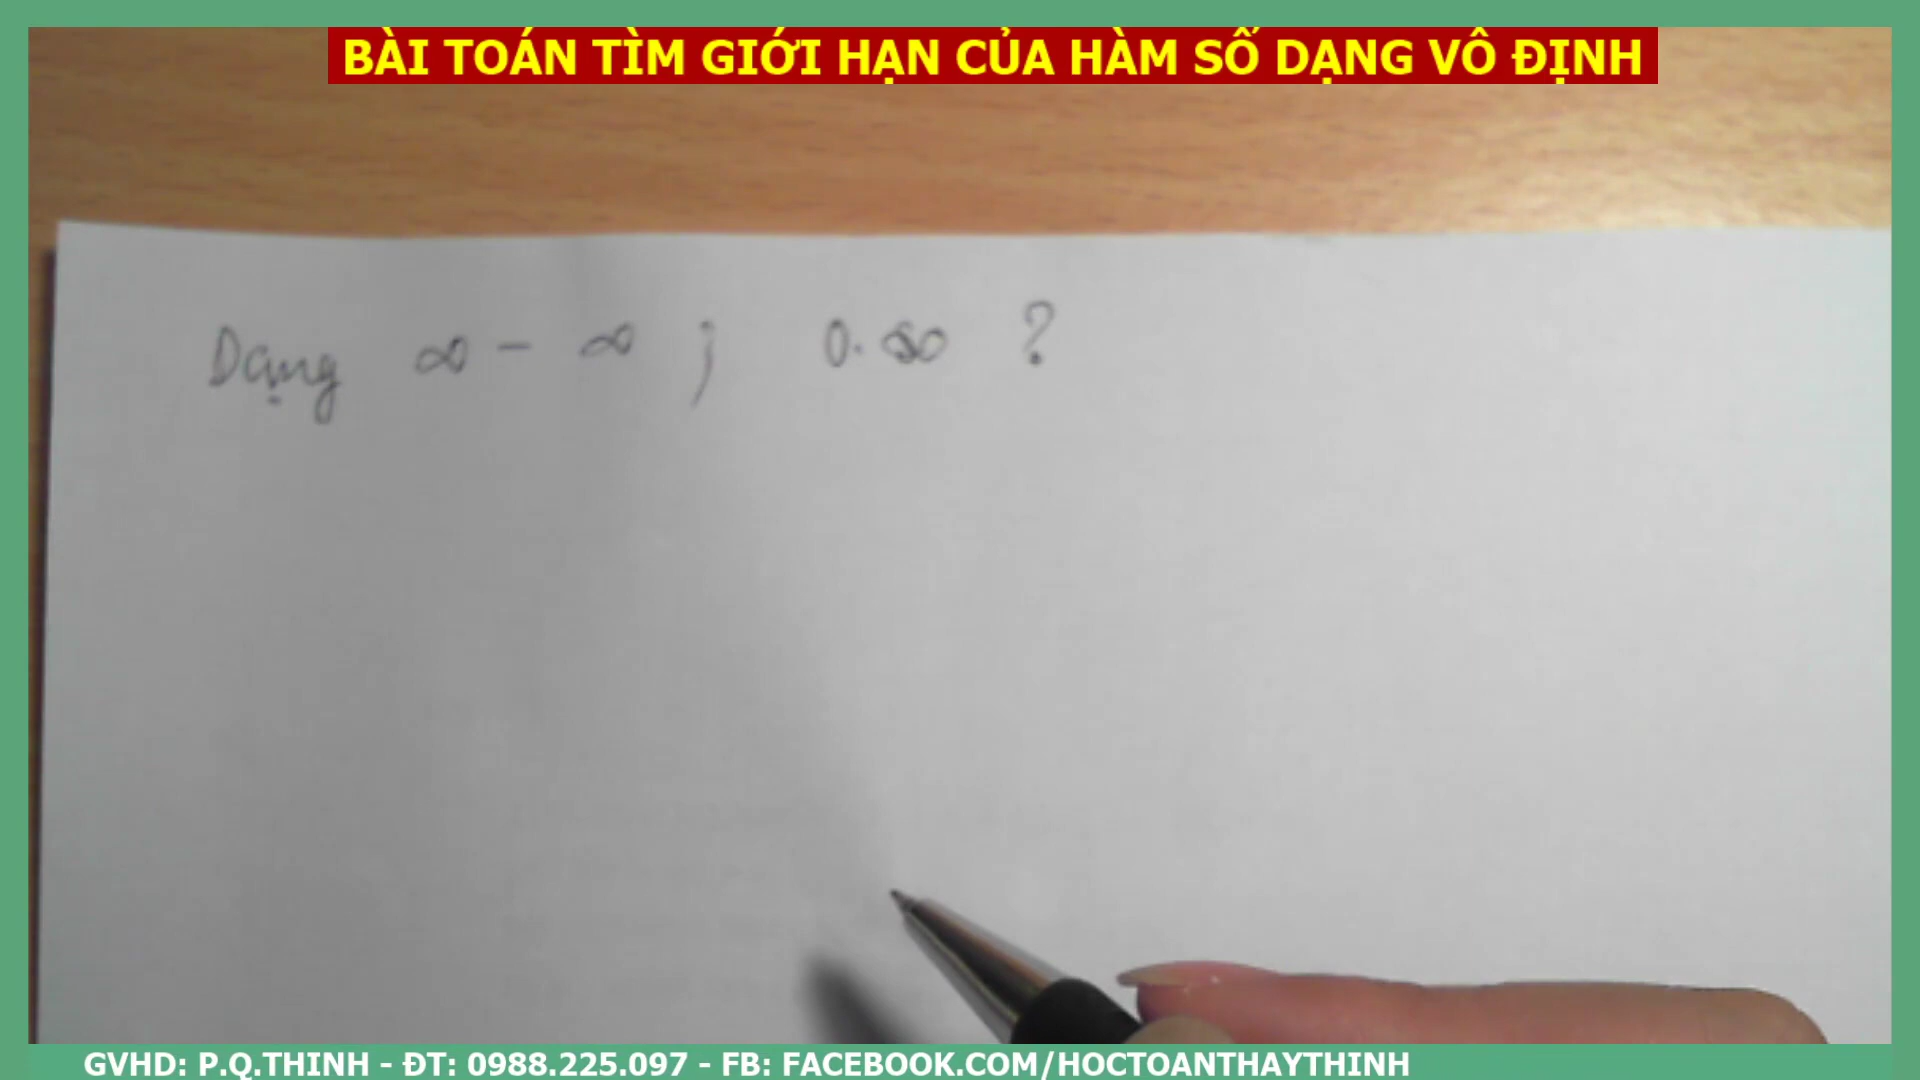 BÀI TOÁN TÌM GIỚI HẠN CỦA HÀM SỐ DẠNG VÔ ĐỊNH
Dạng ∞ - ∞ ; 0.∞ ?
GVHD: P.Q.THINH - ĐT: 0988.225.097 - FB: FACEBOOK.COM/HOCTOANTHAYTHINH